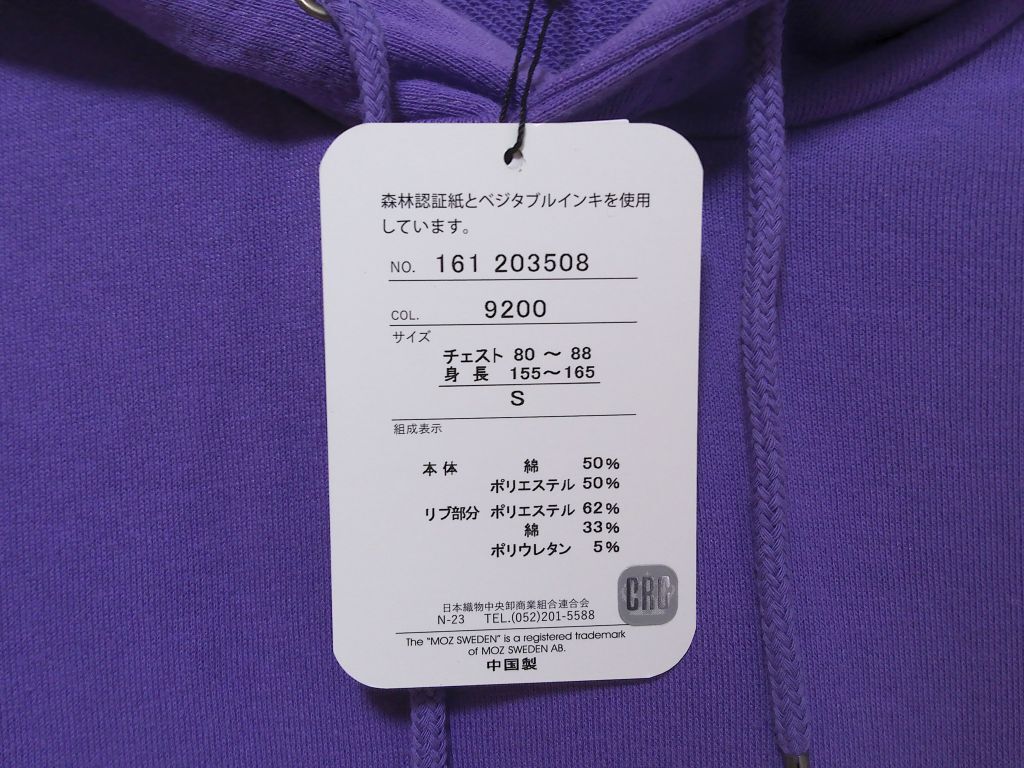 森林認証紙とベジタブルインキを使用
しています。
NO. 161 203508
COL. 9200
サイズ
チェスト 80 〜 88
身 長 155〜165
S
組成表示
本 体 綿 50%
ポリエステル 50%
リブ部分 ポリエステル 62%
綿 33%
ポリウレタン 5%
CRG
日本織物中央卸商業組合連合会
N-23 TEL.(052)201-5588
The "MOZ SWEDEN" is a registered trademark
of MOZ SWEDEN AB.
中国製